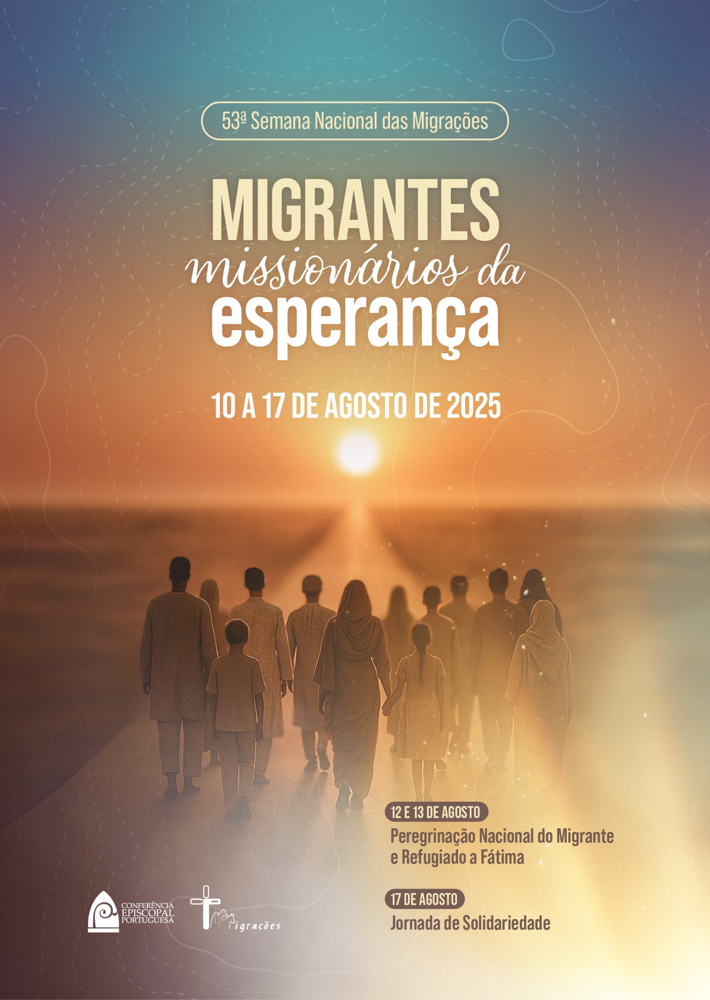 53ª Semana Nacional das Migrações
MIGRANTES
missionários da
esperança
10 A 17 DE AGOSTO DE 2025
12 E 13 DE AGOSTO
Peregrinação Nacional do Migrante
e Refugiado a Fátima
17 DE AGOSTO
Jornada de Solidariedade
CONFERÊNCIA
EPISCOPAL
PORTUGUESA
Migrações